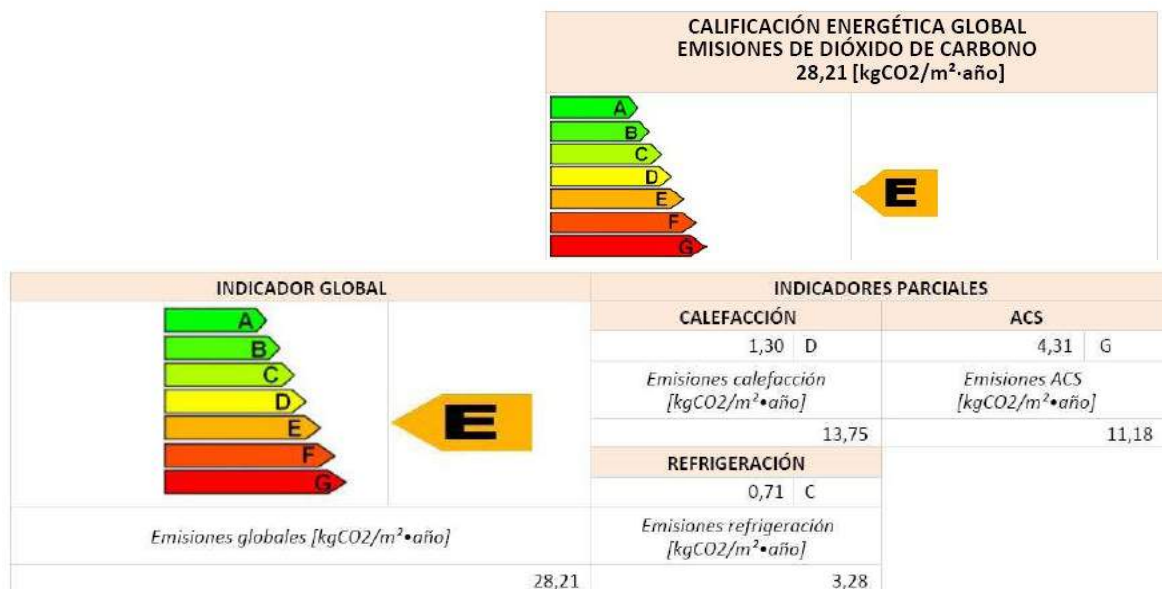 CALIFICACIÓN ENERGÉTICA GLOBAL
EMISIONES DE DIÓXIDO DE CARBONO
28,21 [kgCO2/m²·año]
A
B
C
D
E
F
G
E
INDICADOR GLOBAL
INDICADORES PARCIALES
A
B
C
D
E
F
G
E
CALEFACCIÓN
ACS
1,30 D
4,31 G
Emisiones calefacción
[kgCO2/m²•año]
Emisiones ACS
[kgCO2/m²•año]
13,75
11,18
REFRIGERACIÓN
0,71 C
Emisiones globales [kgCO2/m²•año]
Emisiones refrigeración
[kgCO2/m²•año]
28,21
3,28